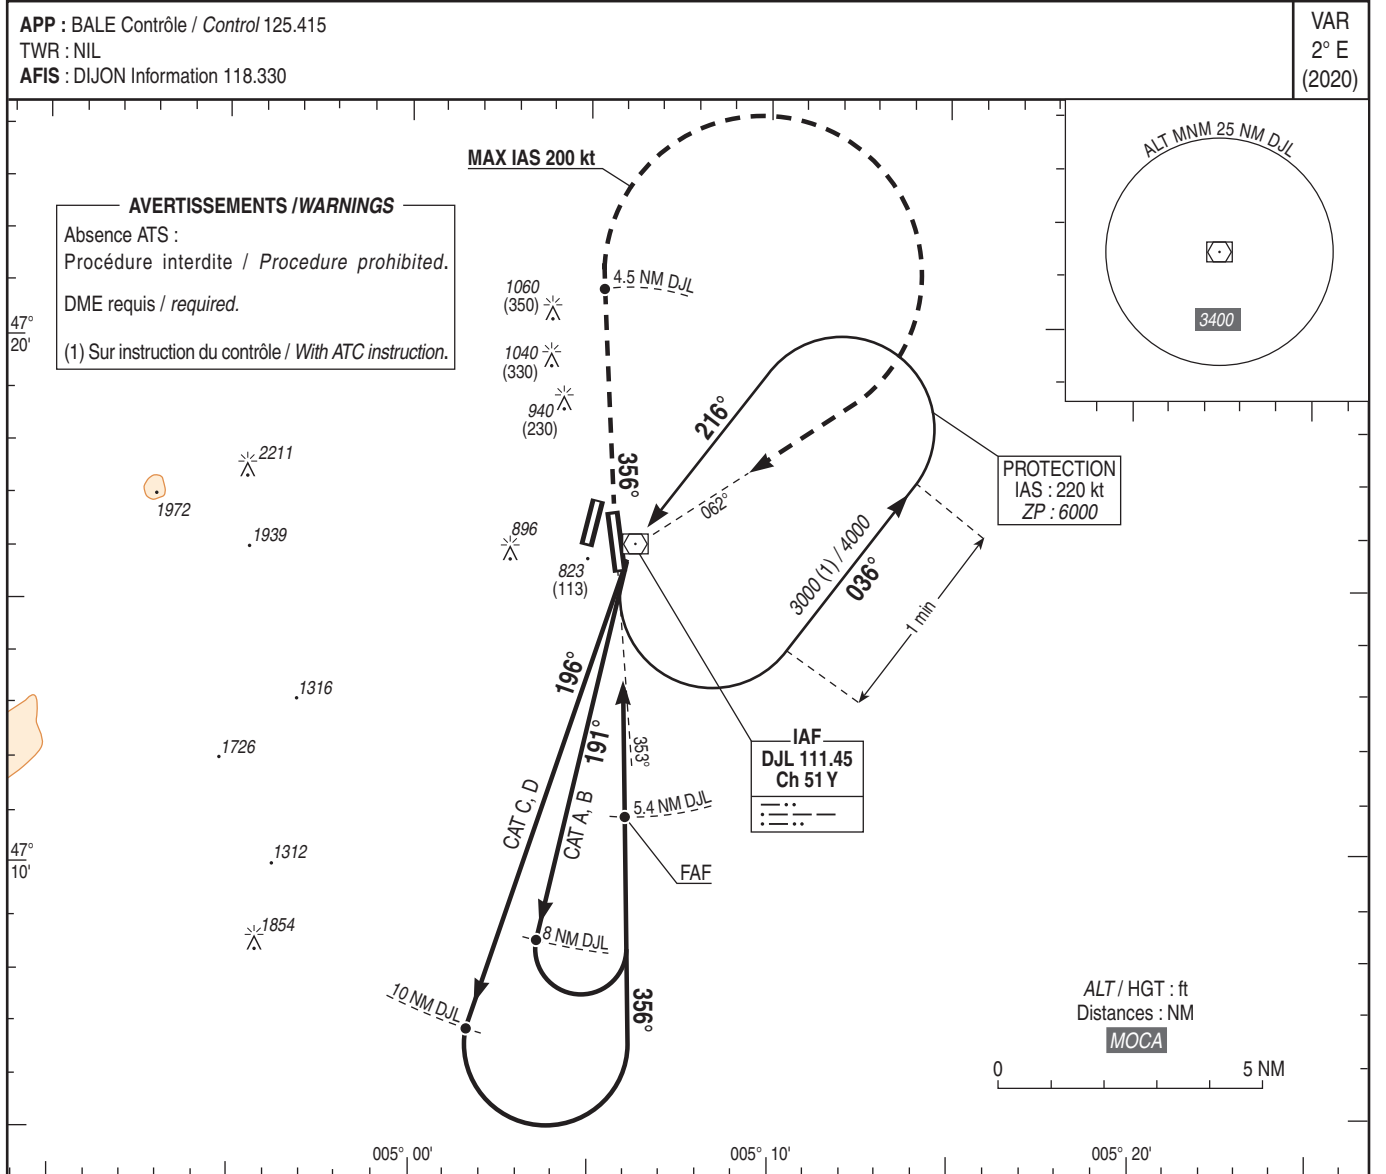 APP : BALE Contrôle / Control 125.415
TWR : NIL
AFIS : DIJON Information 118.330
VAR
2° E
(2020)
ALT MNM 25 NM DJL
3400
MAX IAS 200 kt
AVERTISSEMENTS /WARNINGS
Absence ATS :
Procédure interdite / Procedure prohibited.
DME requis / required.
(1) Sur instruction du contrôle / With ATC instruction.
4.5 NM DJL
1060
(350)
1040
(330)
940
(230)
47°
20'
216°
356°
062°
PROTECTION
IAS : 220 kt
ZP : 6000
2211
1972
1939
896
823
(113)
3000 (1) / 4000
036°
1 min
196°
191°
353°
1316
1726
IAF
DJL 111.45
Ch 51 Y
CAT C, D
CAT A, B
5.4 NM DJL
FAF
47°
10'
1312
1854
8 NM DJL
10 NM DJL
356°
ALT / HGT : ft
Distances : NM
MOCA
0
5 NM
005° 00'
005° 10'
005° 20'